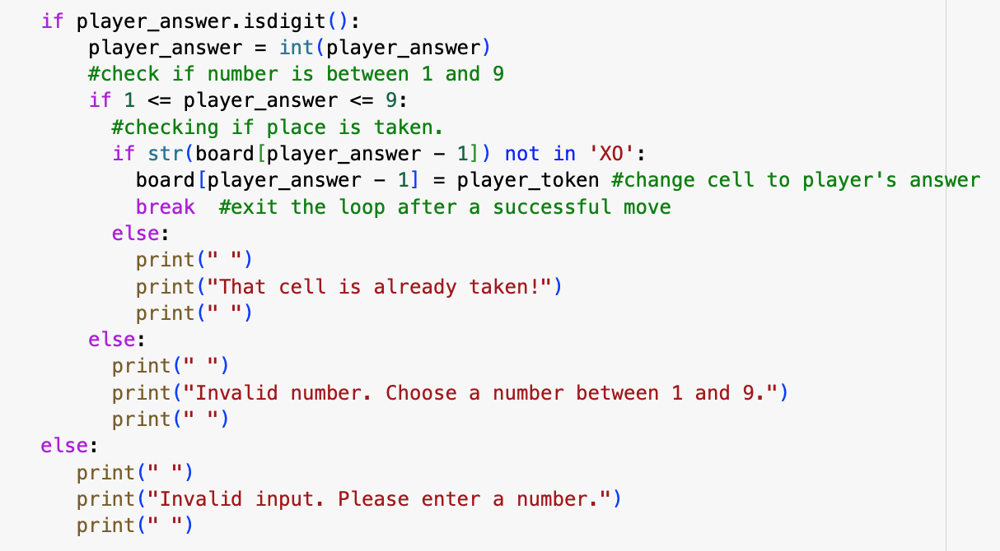 if player_answer.isdigit():
    player_answer = int(player_answer)
    #check if number is between 1 and 9
    if 1 <= player_answer <= 9:
      #checking if place is taken.
      if str(board[player_answer - 1]) not in 'XO':
        board[player_answer - 1] = player_token #change cell to player's answer
        break  #exit the loop after a successful move
      else:
        print(" ")
        print("That cell is already taken!")
        print(" ")
    else:
      print(" ")
      print("Invalid number. Choose a number between 1 and 9.")
      print(" ")
else:
   print(" ")
   print("Invalid input. Please enter a number.")
   print(" ")